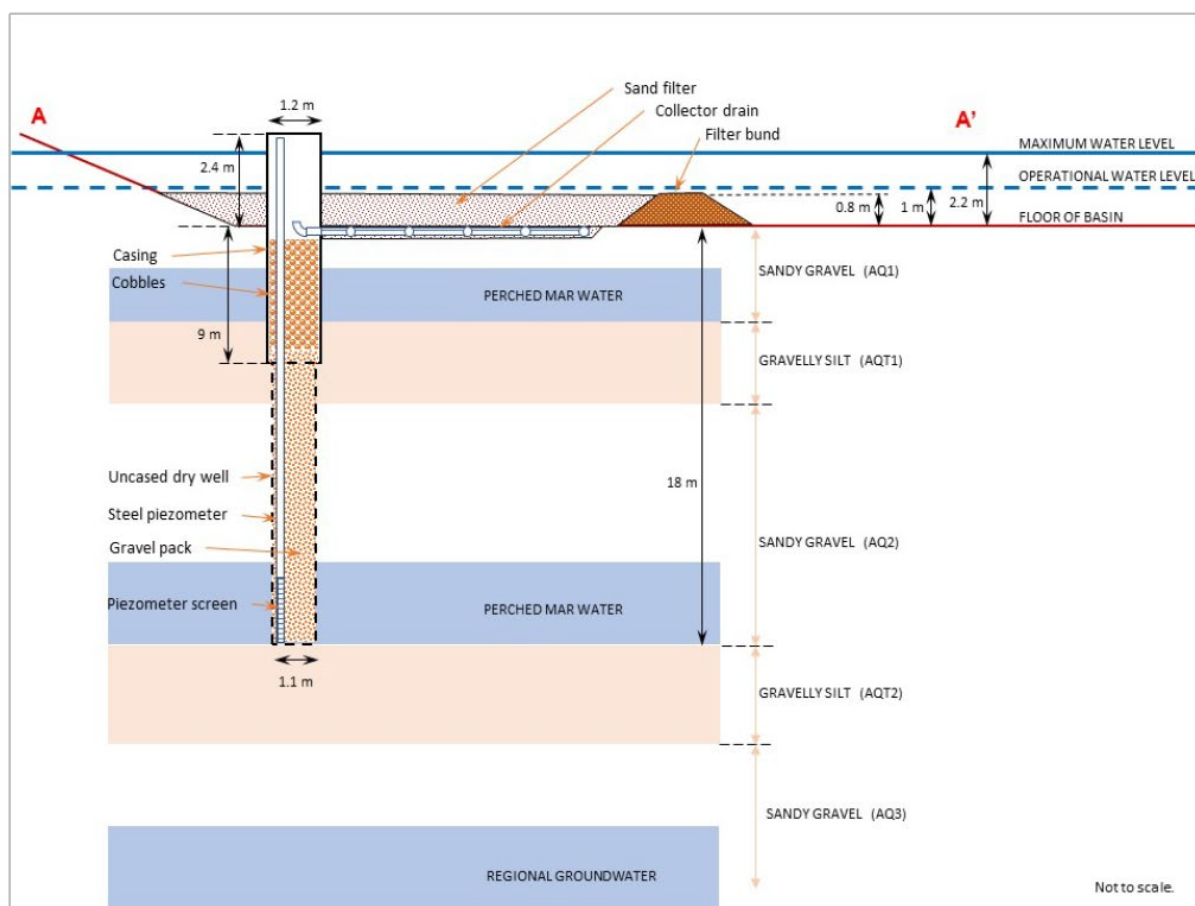 Sand filter
1.2 m
Collector drain
A
A'
Filter bund
MAXIMUM WATER LEVEL
2.4 m
OPERATIONAL WATER LEVEL
0.8 m
1 m
2.2 m
FLOOR OF BASIN
Casing
SANDY GRAVEL (AQ1)
Cobbles
PERCHED MAR WATER
9 m
GRAVELLY SILT (AQT1)
Uncased dry well
18 m
Steel piezometer
SANDY GRAVEL (AQ2)
Gravel pack
Piezometer screen
PERCHED MAR WATER
1.1 m
GRAVELLY SILT (AQT2)
SANDY GRAVEL (AQ3)
REGIONAL GROUNDWATER
Not to scale.